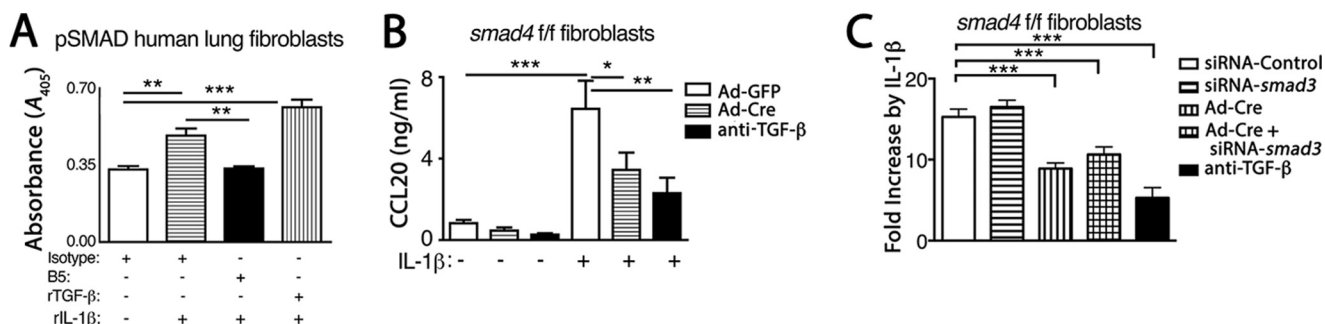 A pSMAD human lung fibroblasts
Absorbance (A405)
0.70
0.35
0.00
** *** **
Isotype: + + - -
B5: - - + -
rTGF-β: - - - +
rIL-1β: - + + +
B smad4 f/f fibroblasts
CCL20 (ng/ml)
8
4
0
*** * **
Ad-GFP
Ad-Cre
anti-TGF-β
IL-1β: - - - + + +
C smad4 f/f fibroblasts
Fold Increase by IL-1β
20
10
0
***
***
***
siRNA-Control
siRNA-smad3
Ad-Cre
Ad-Cre +
siRNA-smad3
anti-TGF-β